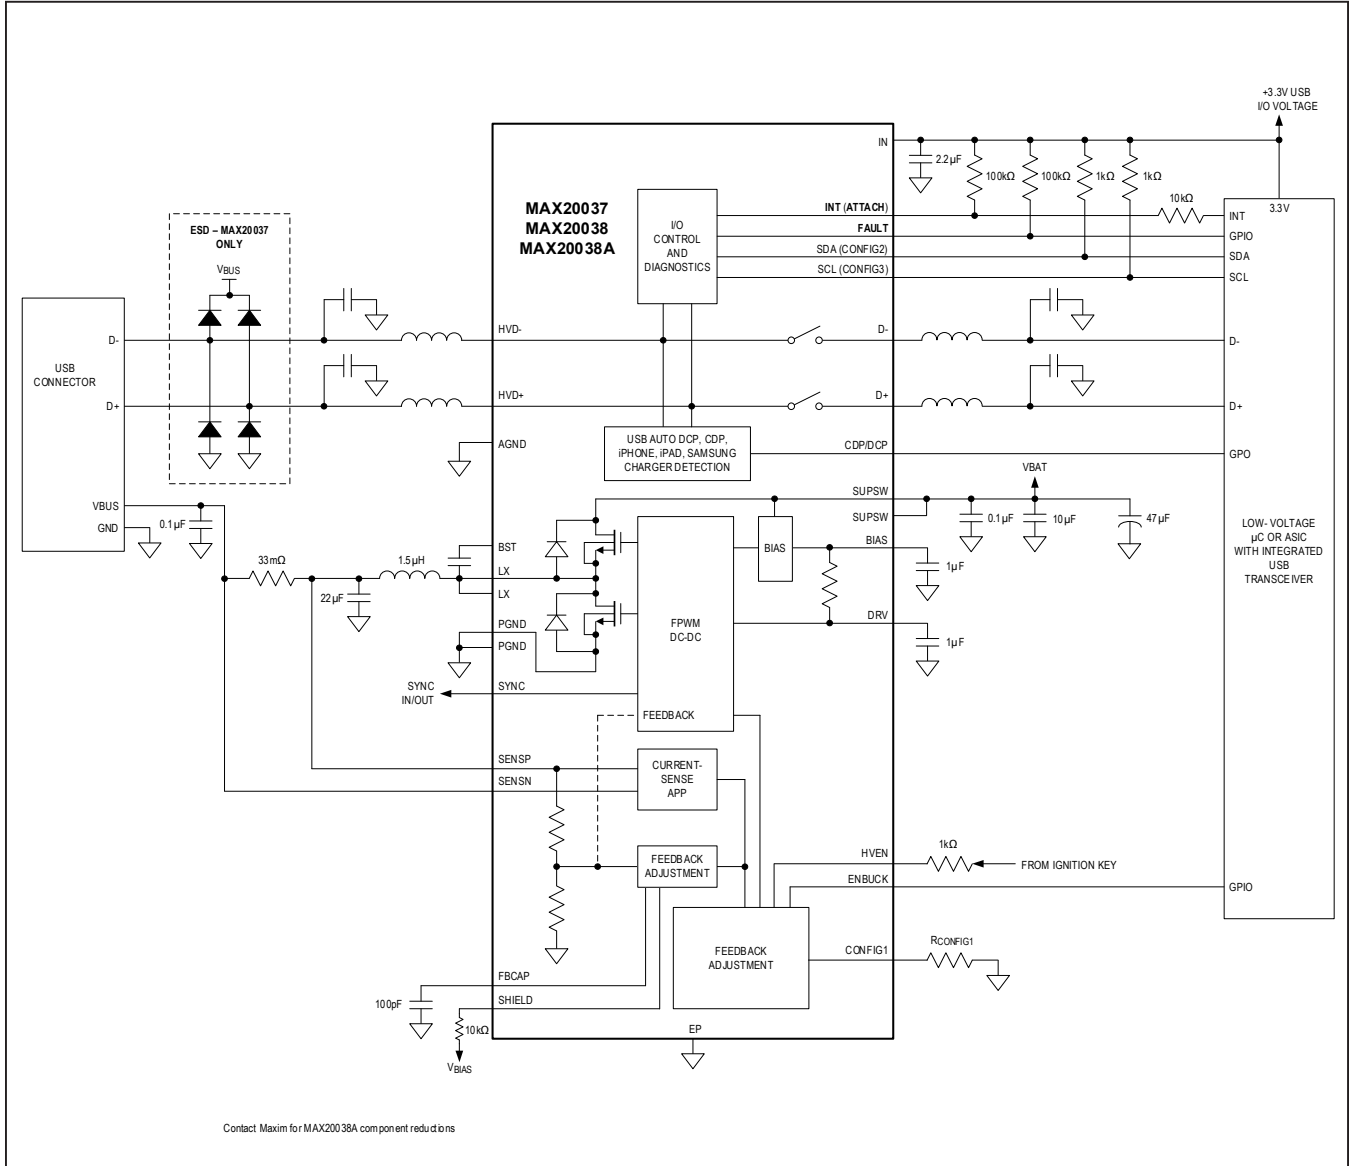 +3.3V USB
I/O VOLTAGE
IN
2.2µF
100kΩ
100kΩ
1kΩ
1kΩ
10kΩ
3.3V
MAX20037
MAX20038
MAX20038A
I/O
CONTROL
AND
DIAGNOSTICS
INT (ATTACH)
FAULT
SDA (CONFIG2)
SCL (CONFIG3)
INT
GPIO
SDA
SCL
ESD – MAX20037
ONLY
VBUS
USB
CONNECTOR
D-
D+
VBUS
GND
HVD-
HVD+
AGND
D-
D+
D-
D+
USB AUTO DCP, CDP,
iPHONE, iPAD, SAMSUNG
CHARGER DETECTION
CDP/DCP
GPO
VBAT
SUPSW
SUPSW
0.1µF
10µF
47µF
LOW- VOLTAGE
µC OR ASIC
WITH INTEGRATED
USB
TRANSCEIVER
0.1µF
33mΩ
1.5µH
22µF
BST
LX
LX
PGND
PGND
FPWM
DC-DC
BIAS
BIAS
1µF
DRV
1µF
SYNC
IN/OUT
SYNC
FEEDBACK
SENSP
SENSN
CURRENT-
SENSE
APP
FEEDBACK
ADJUSTMENT
HVEN
1kΩ
FROM IGNITION KEY
ENBUCK
GPIO
FEEDBACK
ADJUSTMENT
CONFIG1
RCONFIG1
FBCAP
100pF
SHIELD
10kΩ
VBIAS
EP
Contact Maxim for MAX20038A component reductions